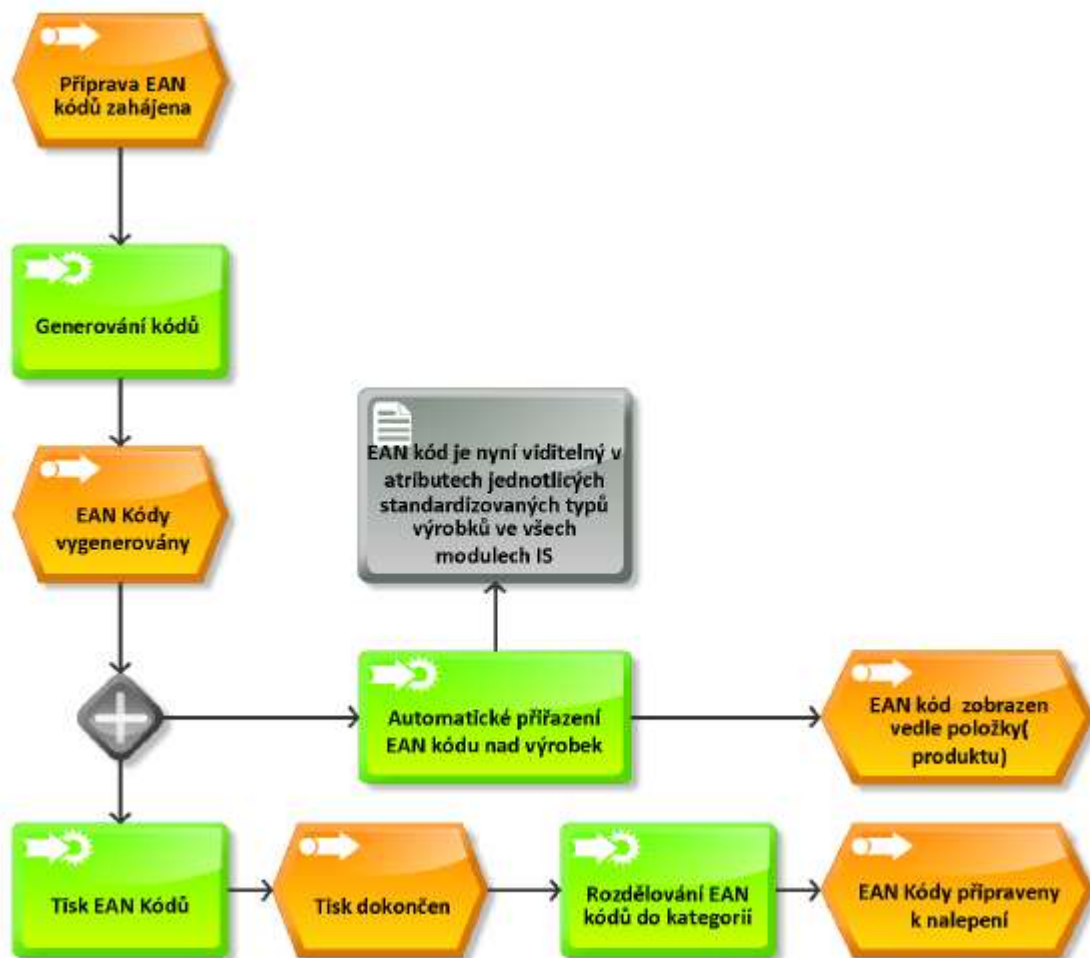 Příprava EAN
kódů zahájena
Generování kódů
EAN Kódy
vygenerovány
EAN kód je nyní viditelný v
atributech jednotlicých
standardizovaných typů
výrobků ve všech
modulech IS
Automatické přiřazení
EAN kódu nad výrobek
EAN kód zobrazen
vedle položky(
produktu)
Tisk EAN Kódů
Tisk dokončen
Rozdělování EAN
kódů do kategorií
EAN Kódy připraveny
k nalepení